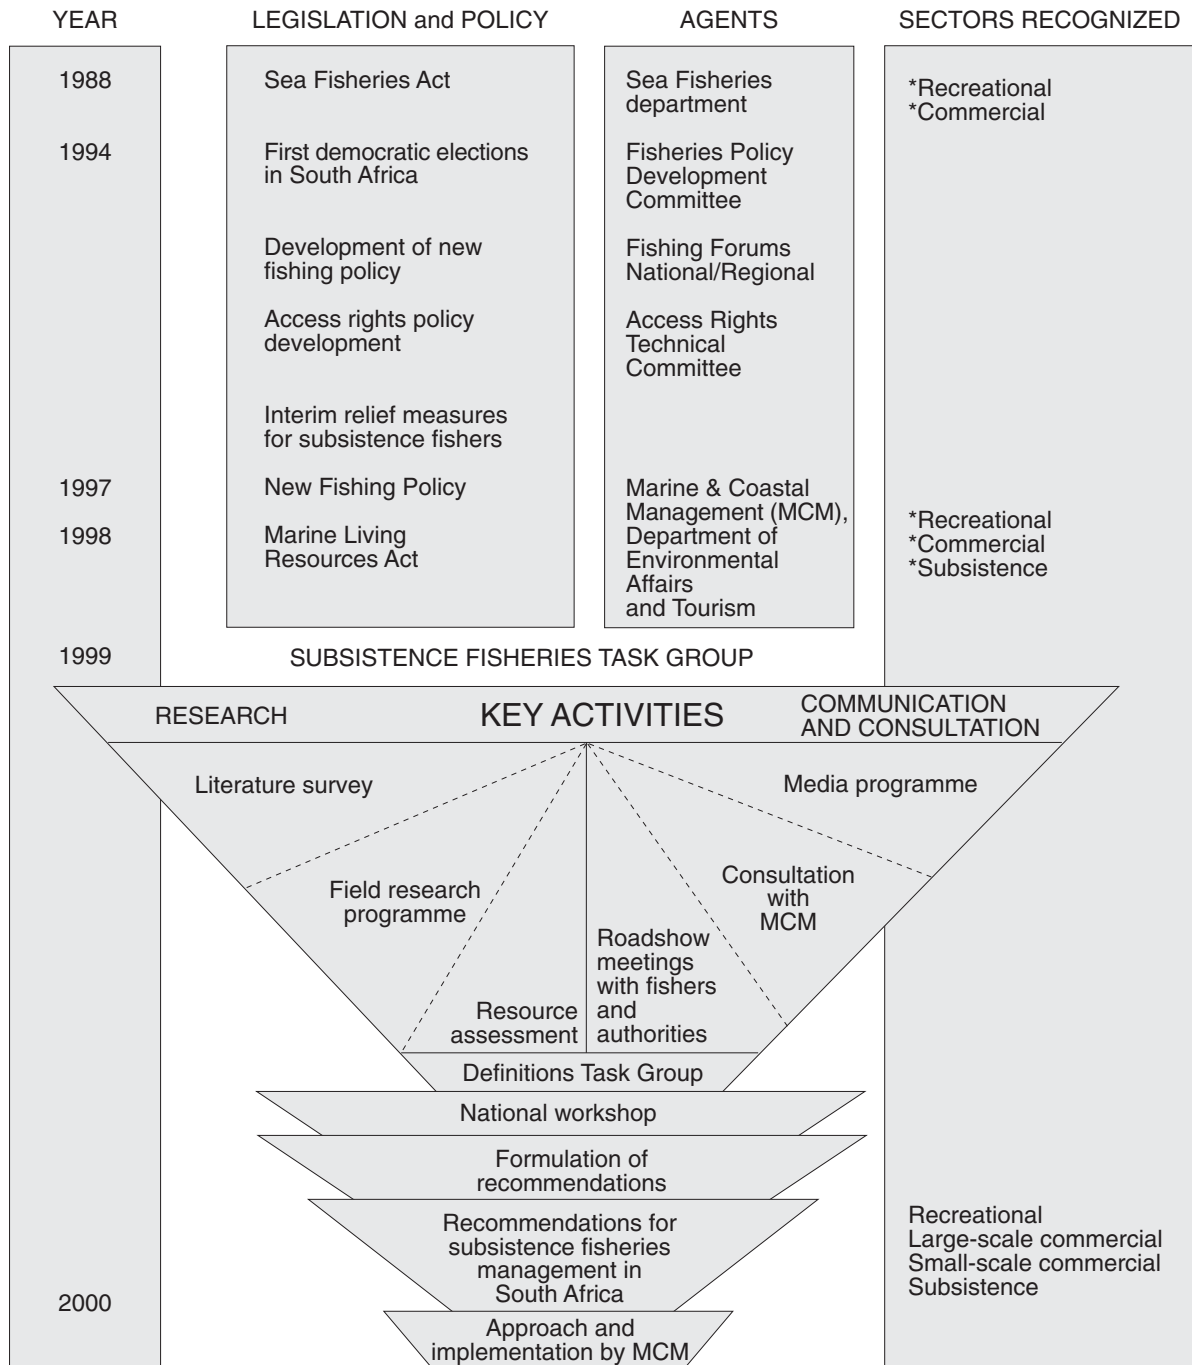 YEAR
LEGISLATION and POLICY
AGENTS
SECTORS RECOGNIZED
1988
Sea Fisheries Act
Sea Fisheries
department
*Recreational
*Commercial
1994
First democratic elections
in South Africa
Fisheries Policy
Development
Committee
Development of new
fishing policy
Fishing Forums
National/Regional
Access rights policy
development
Access Rights
Technical
Committee
Interim relief measures
for subsistence fishers
1997
New Fishing Policy
Marine & Coastal
Management (MCM),
Department of
Environmental
Affairs
and Tourism
1998
Marine Living
Resources Act
*Recreational
*Commercial
*Subsistence
1999
SUBSISTENCE FISHERIES TASK GROUP
RESEARCH
KEY ACTIVITIES
COMMUNICATION
AND CONSULTATION
Literature survey
Media programme
Field research
programme
Consultation
with
MCM
Resource
assessment
Roadshow
meetings
with fishers
and
authorities
Definitions Task Group
National workshop
Formulation of
recommendations
Recommendations for
subsistence fisheries
management in
South Africa
Recreational
Large-scale commercial
Small-scale commercial
Subsistence
2000
Approach and
implementation by MCM